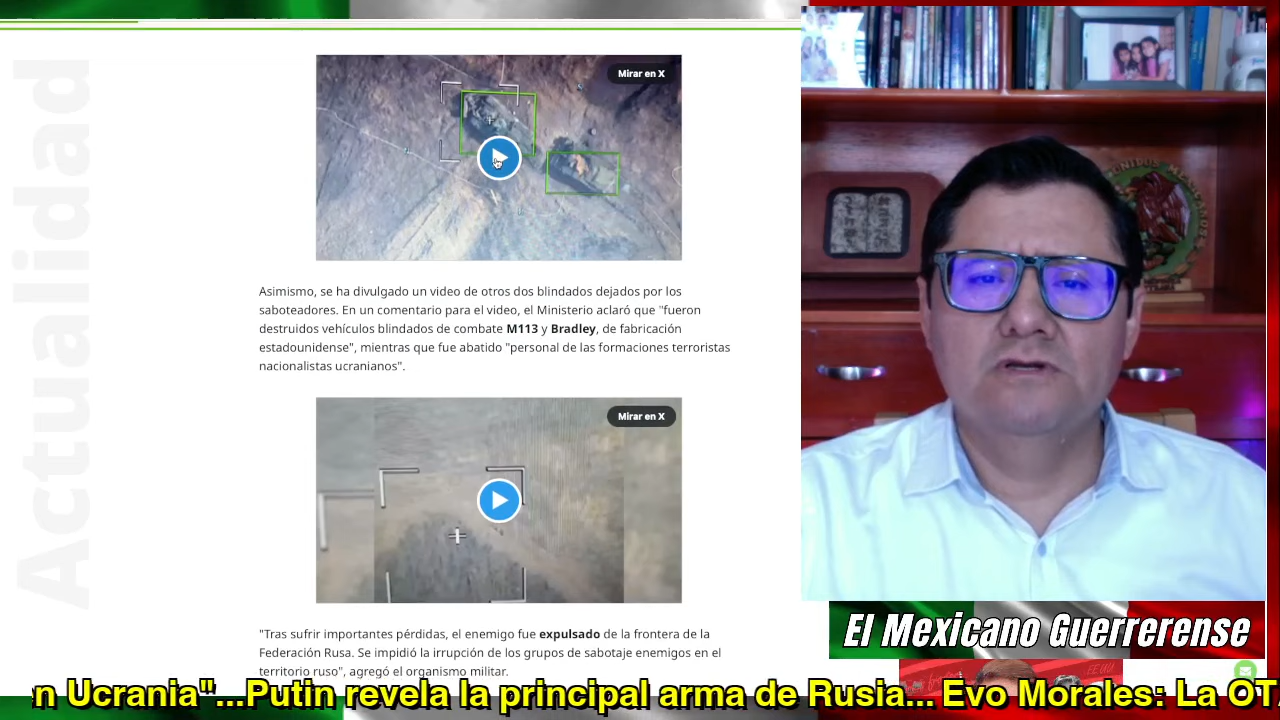 Actualidad
Mirar en X
Asimismo, se ha divulgado un video de otros dos blindados dejados por los
saboteadores. En un comentario para el video, el Ministerio aclaró que "fueron
destruidos vehículos blindados de combate M113 y Bradley, de fabricación
estadounidense", mientras que fue abatido "personal de las formaciones terroristas
nacionalistas ucranianos".
Mirar en X
"Tras sufrir importantes pérdidas, el enemigo fue expulsado de la frontera de la
Federación Rusa. Se impidió la irrupción de los grupos de sabotaje enemigos en el
territorio ruso", agregó el organismo militar.
El Mexicano Guerrerense
EE.UU.
en Ucrania"...Putin revela la principal arma de Rusia... Evo Morales: La OT